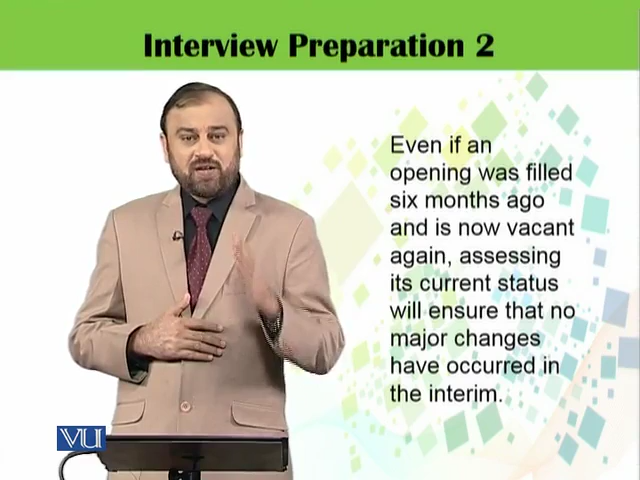 Interview Preparation 2
Even if an
opening was filled
six months ago
and is now vacant
again, assessing
its current status
will ensure that no
major changes
have occurred in
the interim.
VU